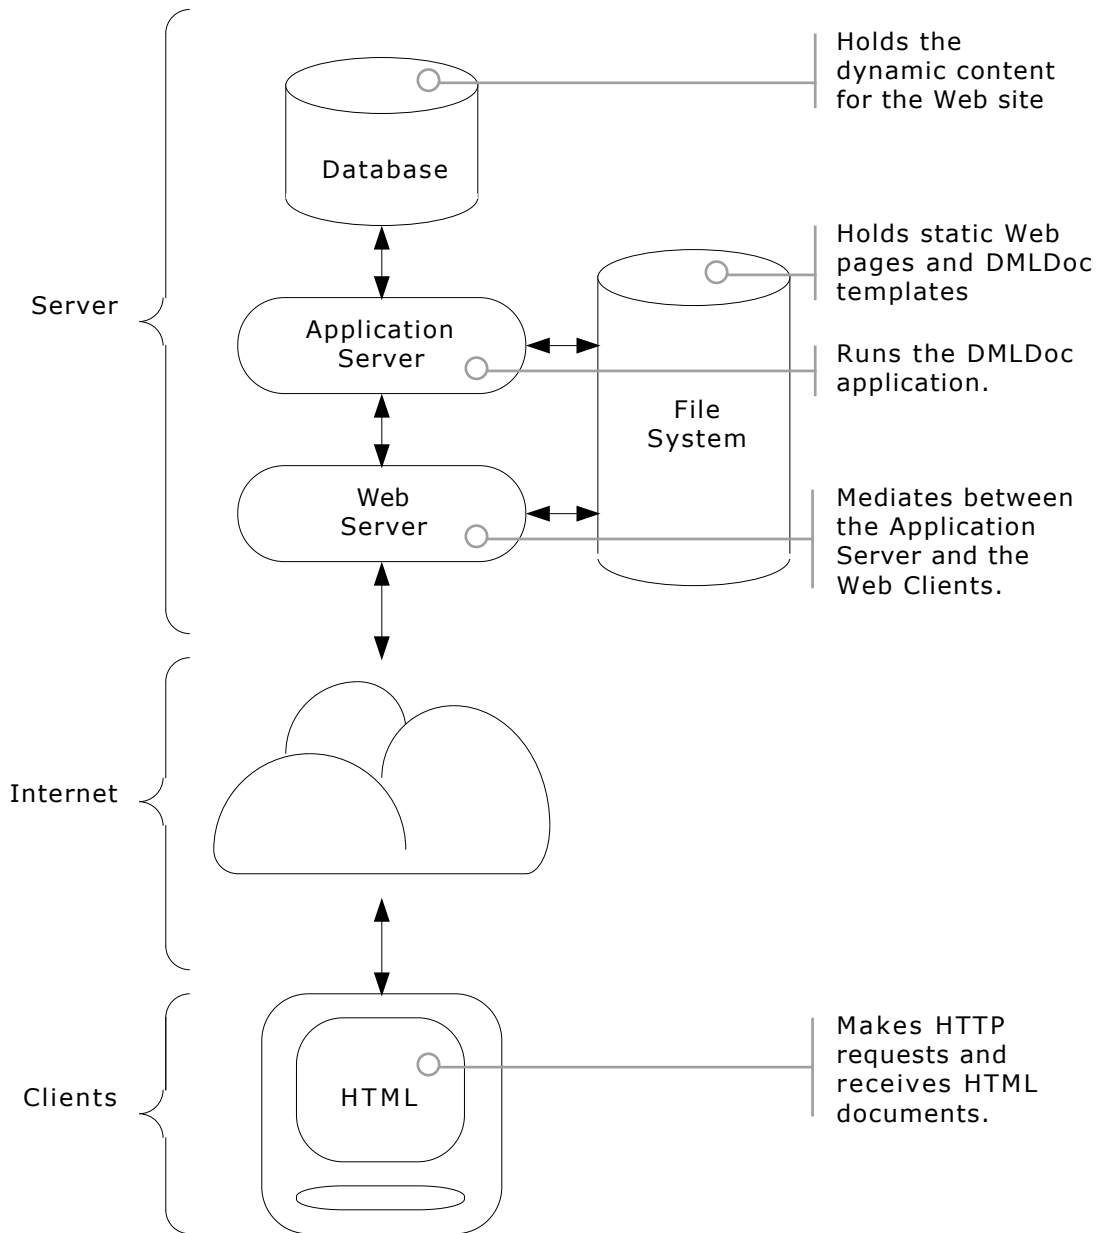 Holds the
dynamic content
for the Web site
Database
Holds static Web
pages and DMLDoc
templates
Server
Application
Server
Runs the DMLDoc
application.
File
System
Web
Server
Mediates between
the Application
Server and the
Web Clients.
Internet
Makes HTTP
requests and
receives HTML
documents.
Clients
HTML